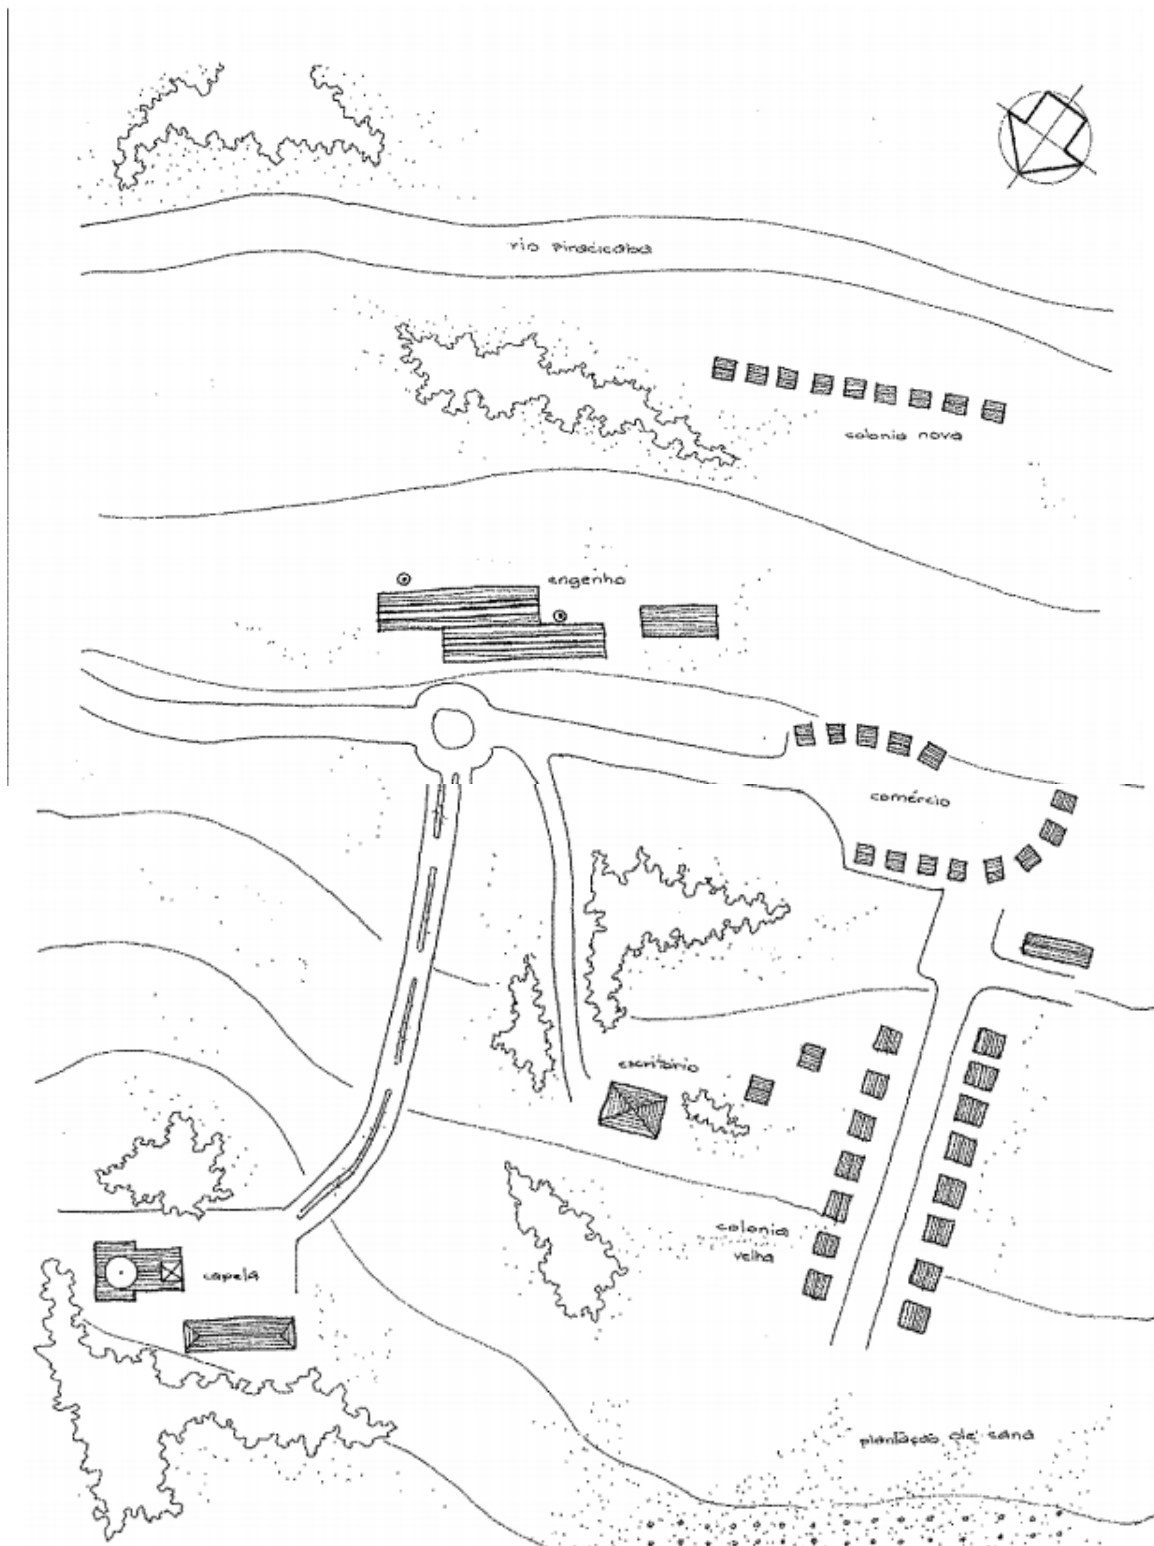 rio piracicaba
colonia nova
engenho
comércio
escritório
colonia
velha
capela
plantação de cana